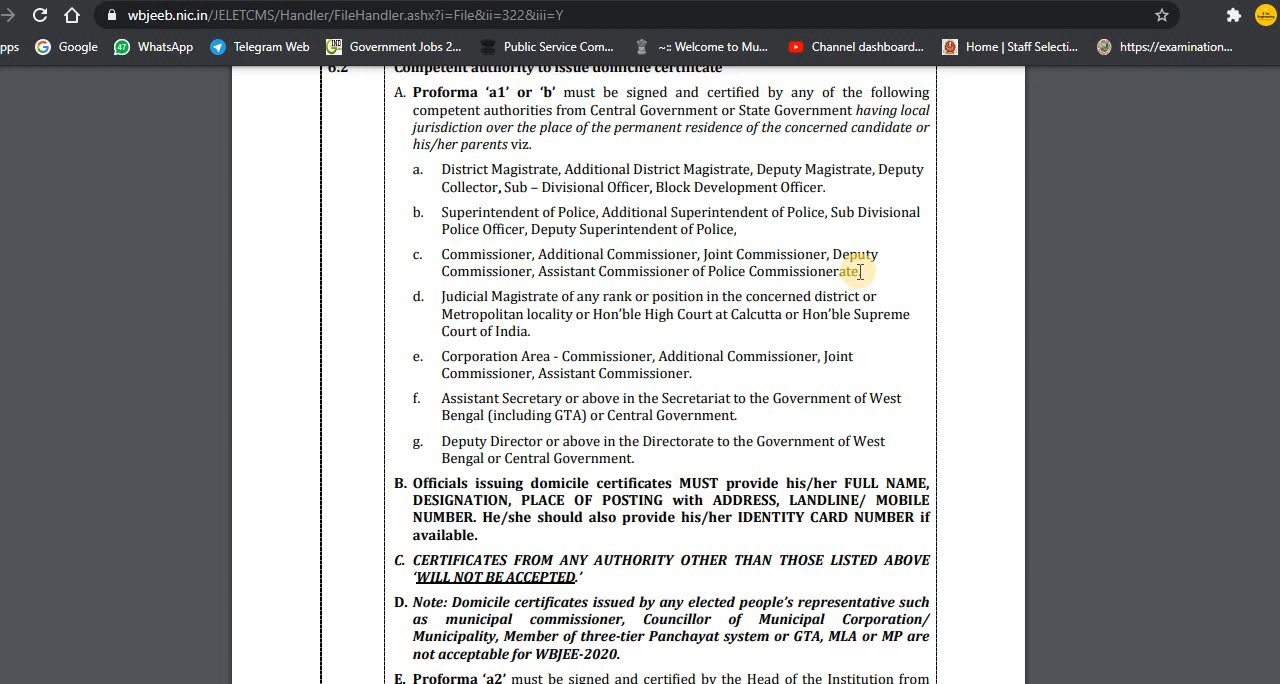 wbjeeb.nic.in/JELETCMS/Handler/FileHandler.ashx?i=File&ii=322&iii=Y
pps Google WhatsApp Telegram Web Government Jobs 2... Public Service Com... ~:: Welcome to Mu... Channel dashboard... Home | Staff Selecti... https://examination...
6.2 Competent authority to issue domicile certificate
A. Proforma ‘a1’ or ‘b’ must be signed and certified by any of the following
competent authorities from Central Government or State Government having local
jurisdiction over the place of the permanent residence of the concerned candidate or
his/her parents viz.
a. District Magistrate, Additional District Magistrate, Deputy Magistrate, Deputy
Collector, Sub – Divisional Officer, Block Development Officer.
b. Superintendent of Police, Additional Superintendent of Police, Sub Divisional
Police Officer, Deputy Superintendent of Police,
c. Commissioner, Additional Commissioner, Joint Commissioner, Deputy
Commissioner, Assistant Commissioner of Police Commissionerate.
d. Judicial Magistrate of any rank or position in the concerned district or
Metropolitan locality or Hon’ble High Court at Calcutta or Hon’ble Supreme
Court of India.
e. Corporation Area - Commissioner, Additional Commissioner, Joint
Commissioner, Assistant Commissioner.
f. Assistant Secretary or above in the Secretariat to the Government of West
Bengal (including GTA) or Central Government.
g. Deputy Director or above in the Directorate to the Government of West
Bengal or Central Government.
B. Officials issuing domicile certificates MUST provide his/her FULL NAME,
DESIGNATION, PLACE OF POSTING with ADDRESS, LANDLINE/ MOBILE
NUMBER. He/she should also provide his/her IDENTITY CARD NUMBER if
available.
C. CERTIFICATES FROM ANY AUTHORITY OTHER THAN THOSE LISTED ABOVE
‘WILL NOT BE ACCEPTED.’
D. Note: Domicile certificates issued by any elected people’s representative such
as municipal commissioner, Councillor of Municipal Corporation/
Municipality, Member of three-tier Panchayat system or GTA, MLA or MP are
not acceptable for WBJEE-2020.
E. Proforma ‘a2’ must be signed and certified by the Head of the Institution from